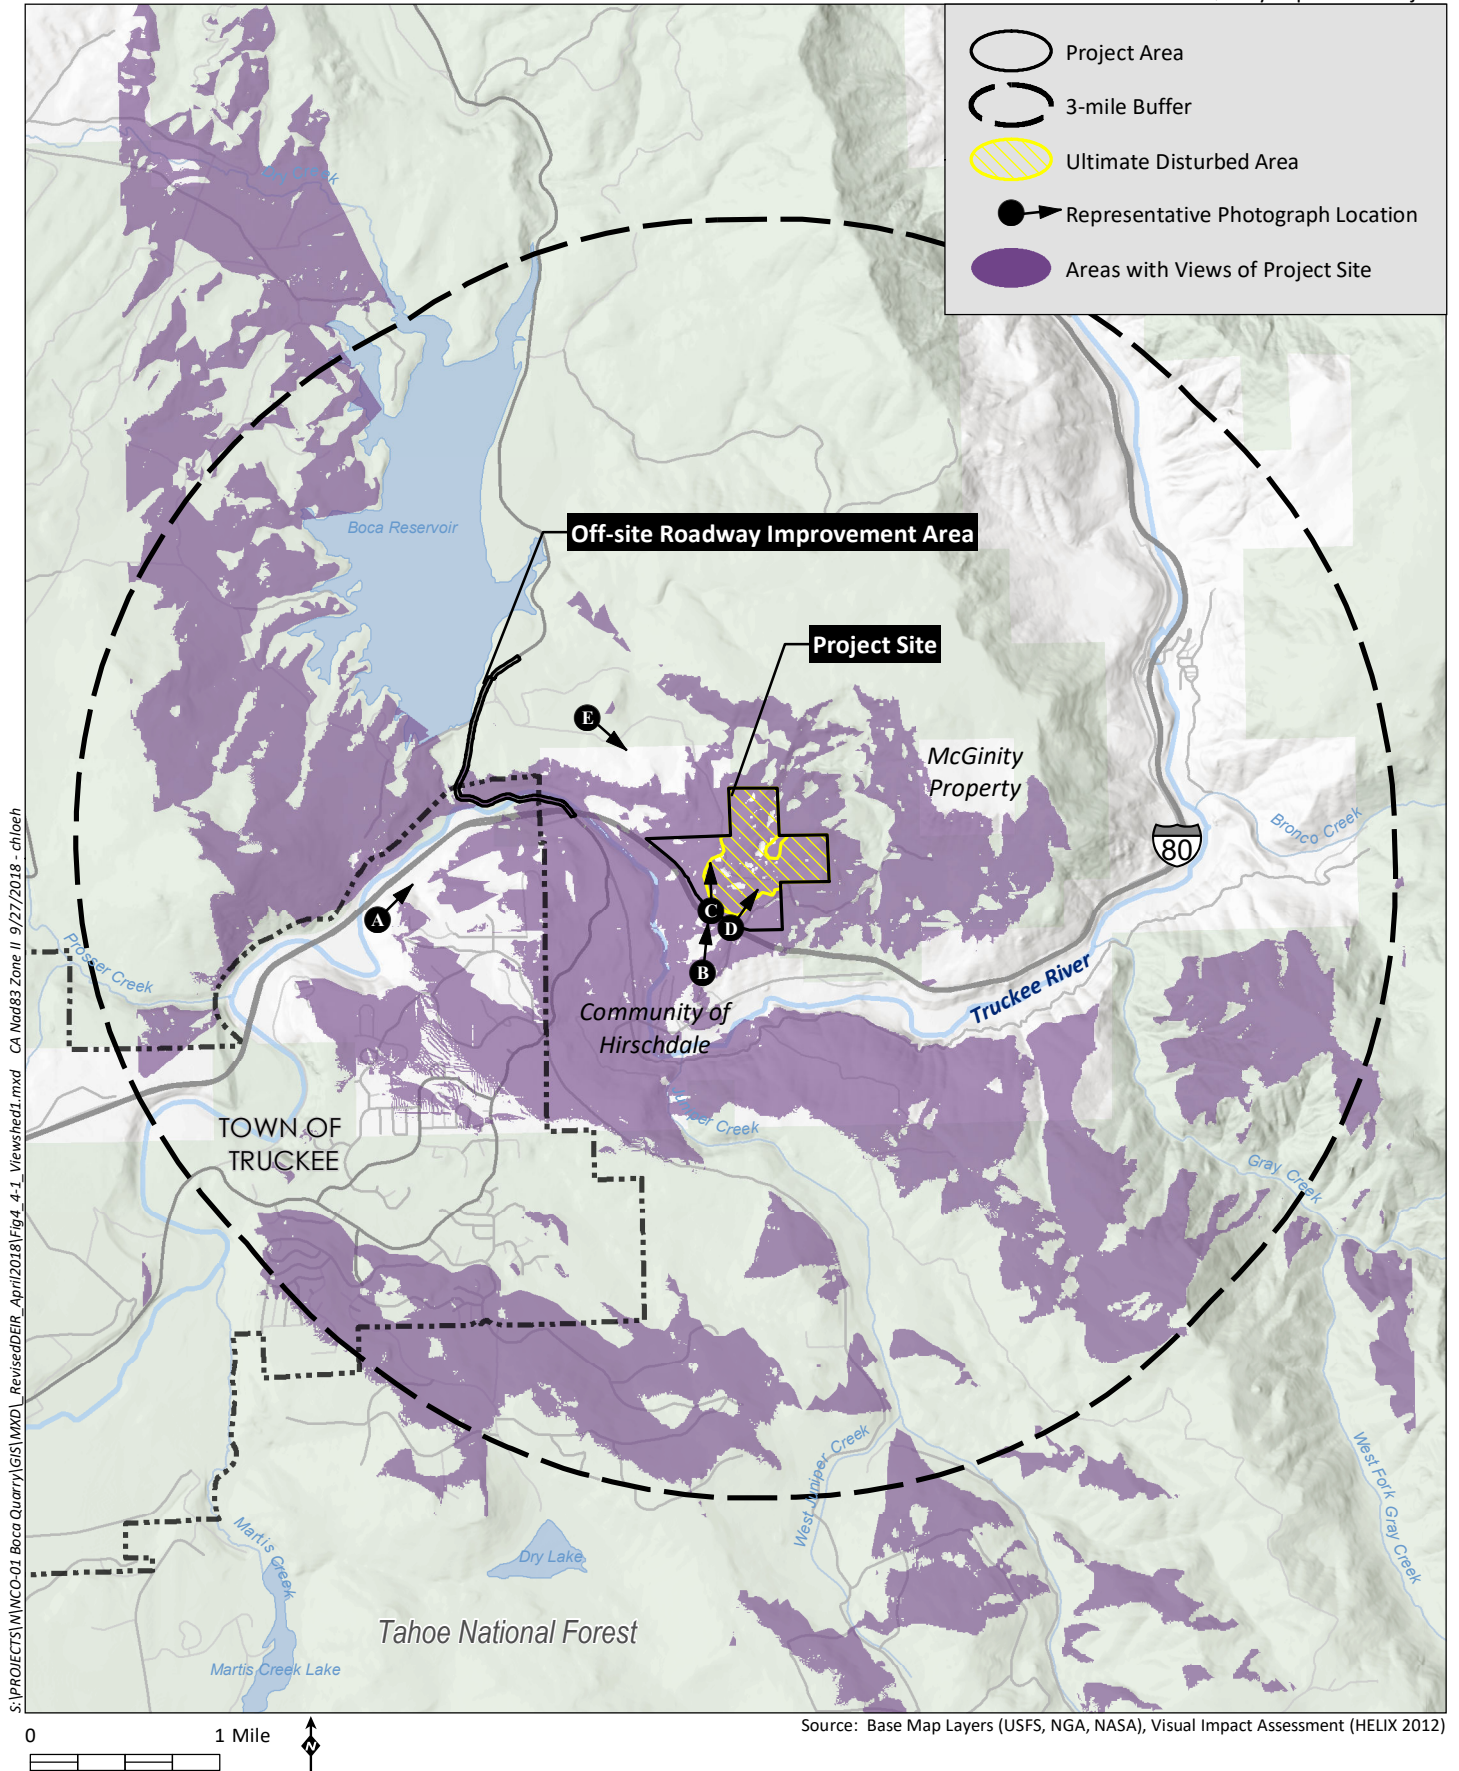 Project Area
3-mile Buffer
Ultimate Disturbed Area
Representative Photograph Location
Areas with Views of Project Site
Dry Creek
Boca Reservoir
Off-site Roadway Improvement Area
Project Site
E
McGinity
Property
80
Bronco Creek
A
C
D
B
Prosser Creek
Truckee River
Community of
Hirschdale
Juniper Creek
TOWN OF
TRUCKEE
Gray Creek
West Juniper Creek
West Fork Gray Creek
Martis Creek
Dry Lake
Tahoe National Forest
Martis Creek Lake
S:\PROJECTS\N\NCO-01 Boca Quarry\GIS\MXD\_RevisedDEIR_April2018\Fig4_4-1_Viewshed1.mxd CA Nad83 Zone II 9/27/2018 - chloeh
Source: Base Map Layers (USFS, NGA, NASA), Visual Impact Assessment (HELIX 2012)
0 1 Mile
N